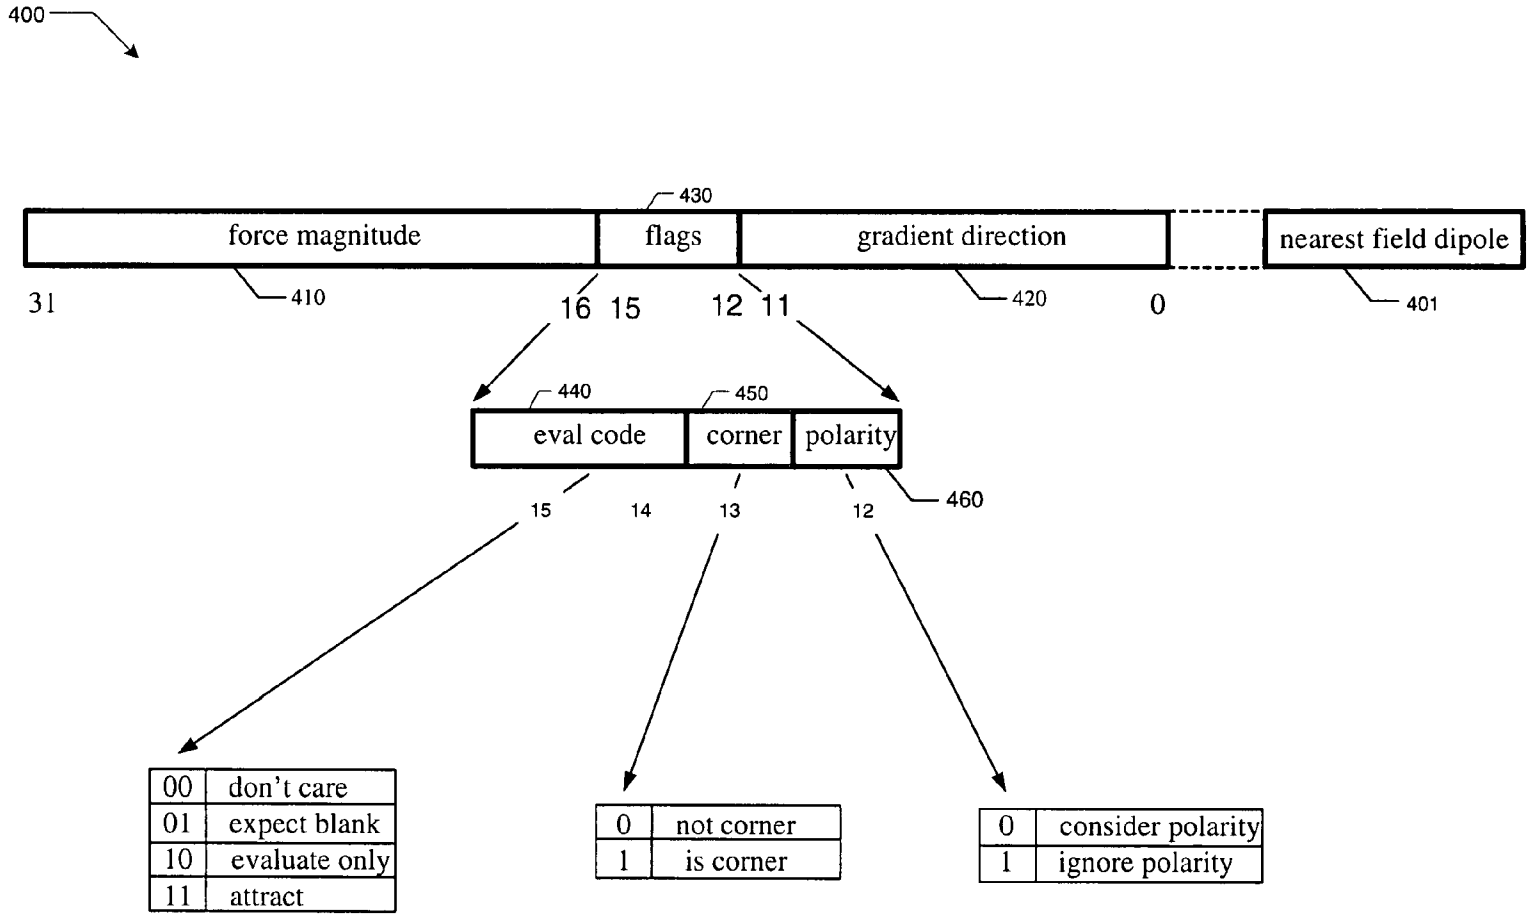 400
430
force magnitude flags gradient direction nearest field dipole
31 410 16 15 12 11 420 0 401
440 450
eval code corner polarity
460
15 14 13 12
00 don't care
01 expect blank
10 evaluate only
11 attract
0 not corner
1 is corner
0 consider polarity
1 ignore polarity